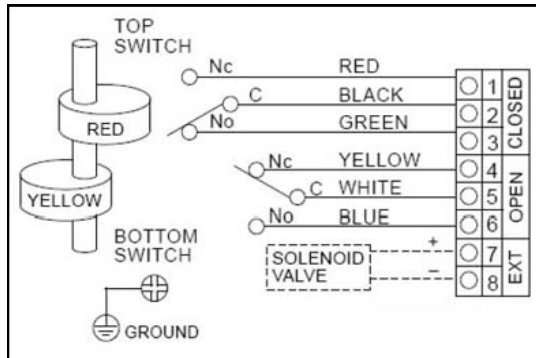 TOP
SWITCH
Nc RED 1
C BLACK 2
No GREEN 3
CLOSED
RED
Nc YELLOW 4
C WHITE 5
No BLUE 6
OPEN
YELLOW
BOTTOM
SWITCH
SOLENOID
VALVE
+ 7
– 8
EXT
GROUND